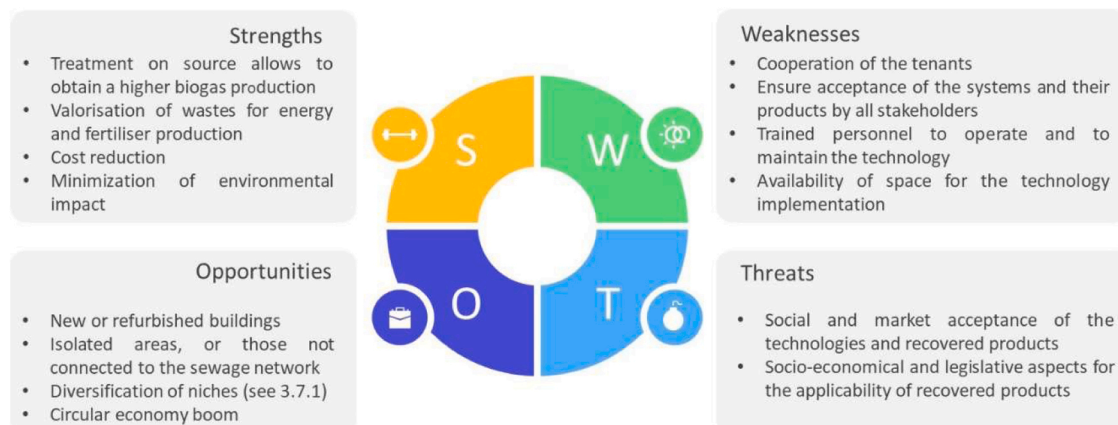 Strengths
• Treatment on source allows to
obtain a higher biogas production
• Valorisation of wastes for energy
and fertiliser production
• Cost reduction
• Minimization of environmental
impact
S
W
Weaknesses
• Cooperation of the tenants
• Ensure acceptance of the systems and their
products by all stakeholders
• Trained personnel to operate and to
maintain the technology
• Availability of space for the technology
implementation
Opportunities
• New or refurbished buildings
• Isolated areas, or those not
connected to the sewage network
• Diversification of niches (see 3.7.1)
• Circular economy boom
O
T
Threats
• Social and market acceptance of the
technologies and recovered products
• Socio-economical and legislative aspects for
the applicability of recovered products